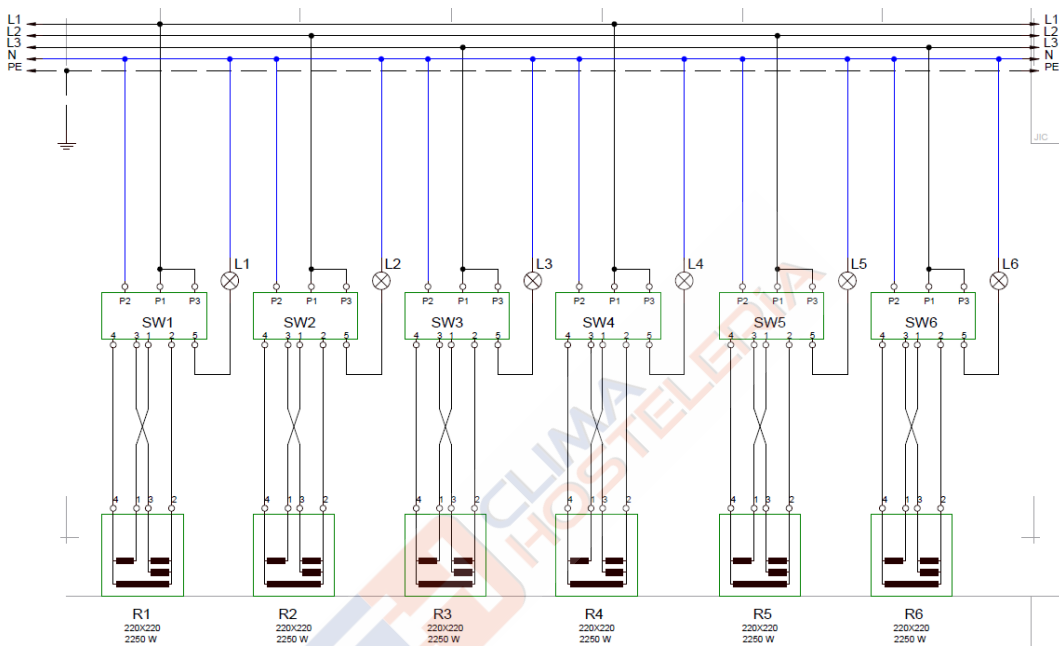 L1 L1
L2 L2
L3 L3
N N
PE PE
JIC
L1 L2 L3 L4 L5 L6
P2 P1 P3 P2 P1 P3 P2 P1 P3 P2 P1 P3 P2 P1 P3 P2 P1 P3
SW1 SW2 SW3 SW4 SW5 SW6
4 3 1 2 5 4 3 1 2 5 4 3 1 2 5 4 3 1 2 5 4 3 1 2 5 4 3 1 2 5
CLIMA
HOSTELERÍA
4 1 3 2 4 1 3 2 4 1 3 2 4 1 3 2 4 1 3 2 4 1 3 2
R1 R2 R3 R4 R5 R6
220X220 220X220 220X220 220X220 220X220 220X220
2250 W 2250 W 2250 W 2250 W 2250 W 2250 W